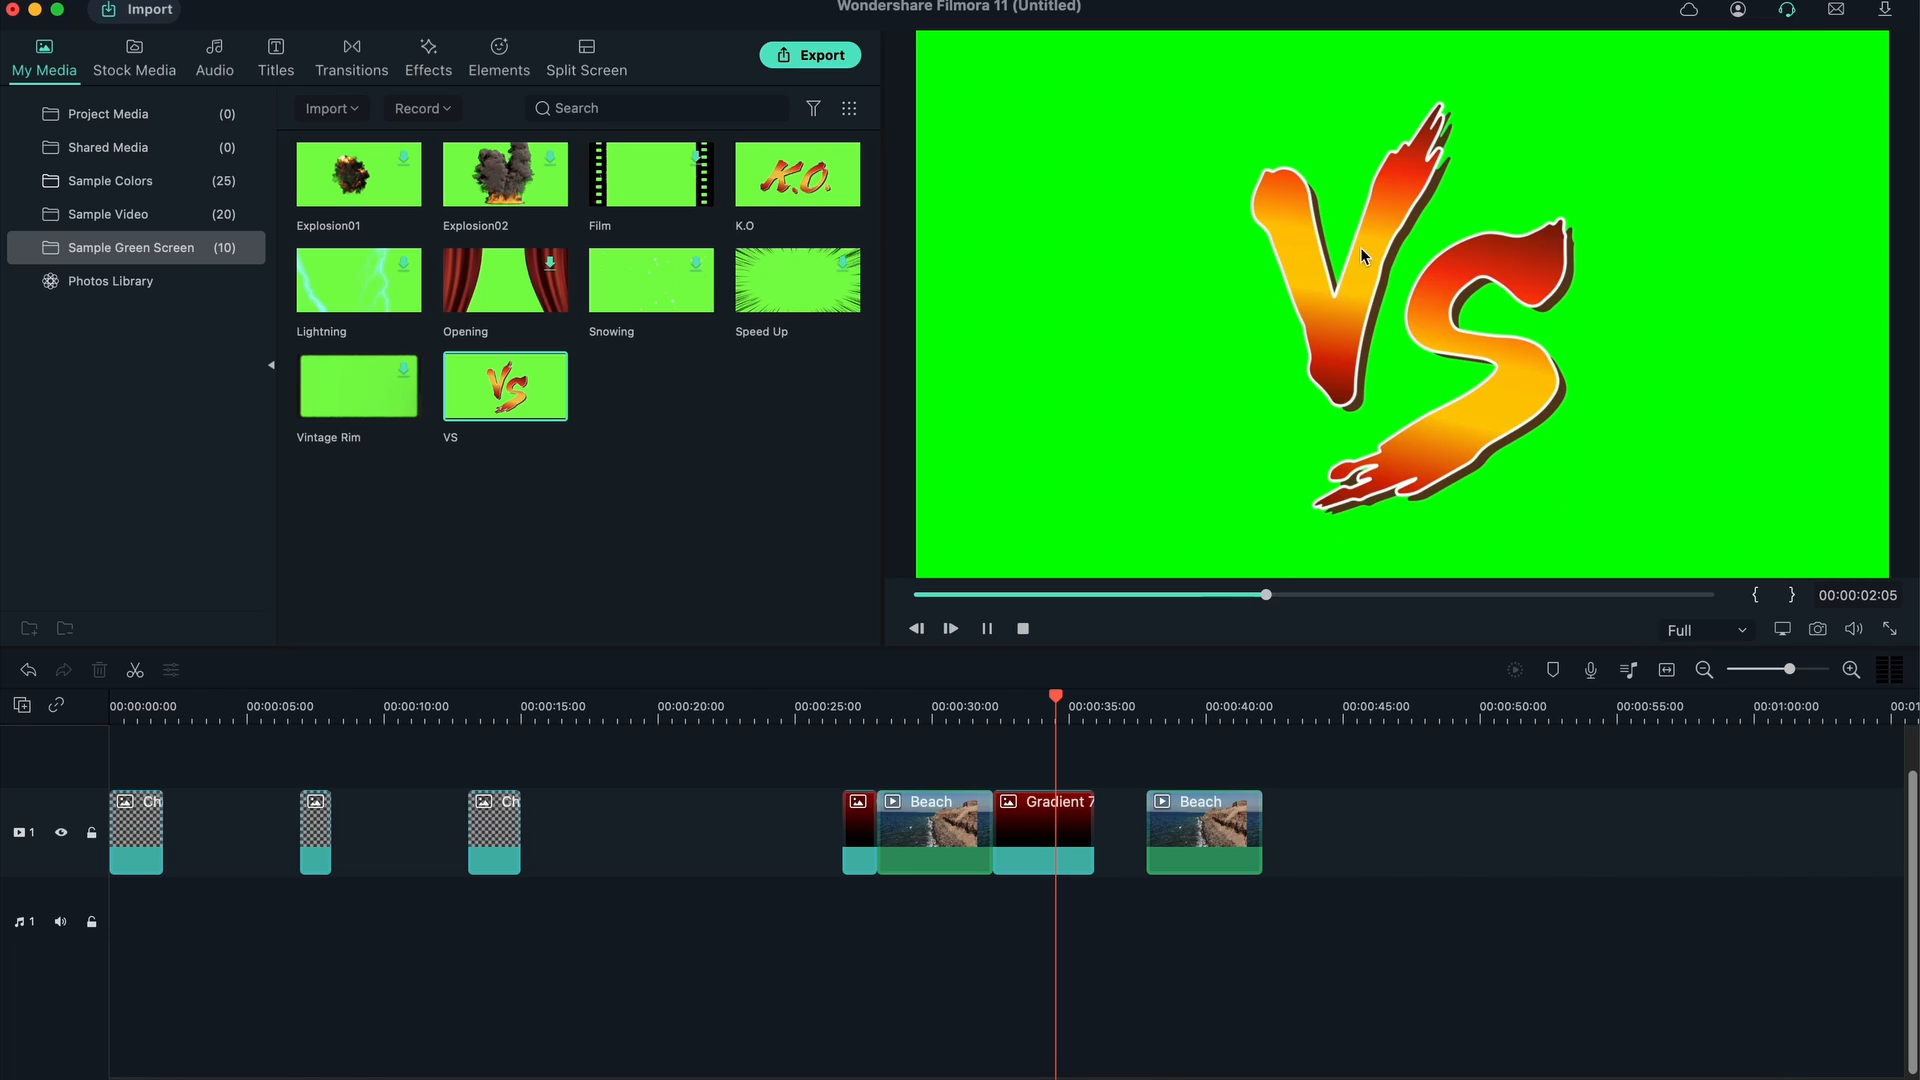 Import
Wondershare Filmora 11 (Untitled)
My Media Stock Media Audio Titles Transitions Effects Elements Split Screen
Export
Import Record Search
Project Media (0)
Shared Media (0)
Sample Colors (25)
Sample Video (20)
Sample Green Screen (10)
Photos Library
K.O.
Explosion01 Explosion02 Film K.O
Lightning Opening Snowing Speed Up
VS
Vintage Rim VS
VS
{ } 00:00:02:05
Full
00:00:00:00 00:00:05:00 00:00:10:00 00:00:15:00 00:00:20:00 00:00:25:00 00:00:30:00 00:00:35:00 00:00:40:00 00:00:45:00 00:00:50:00 00:00:55:00 00:01:00:00 00:01
Ch Ch Beach Gradient 7 Beach
1
1